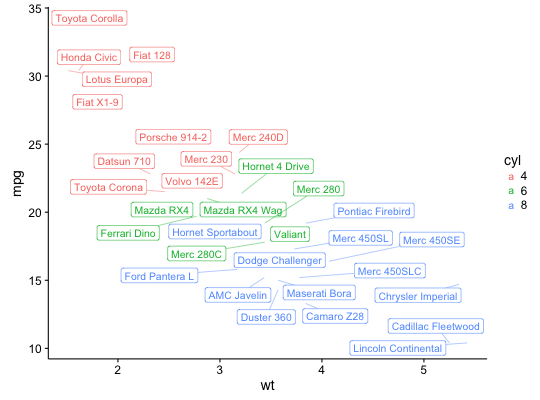 35
Toyota Corolla
Honda Civic
Fiat 128
30
Lotus Europa
Fiat X1-9
25
Porsche 914-2
Merc 240D
Datsun 710
Merc 230
Hornet 4 Drive
Toyota Corona
Volvo 142E
Merc 280
20
Mazda RX4
Mazda RX4 Wag
Pontiac Firebird
Ferrari Dino
Hornet Sportabout
Valiant
Merc 450SL
Merc 450SE
Merc 280C
Dodge Challenger
15
Ford Pantera L
Merc 450SLC
AMC Javelin
Maserati Bora
Chrysler Imperial
Duster 360
Camaro Z28
Cadillac Fleetwood
10
Lincoln Continental
mpg
2 3 4 5
wt
cyl
a 4
a 6
a 8